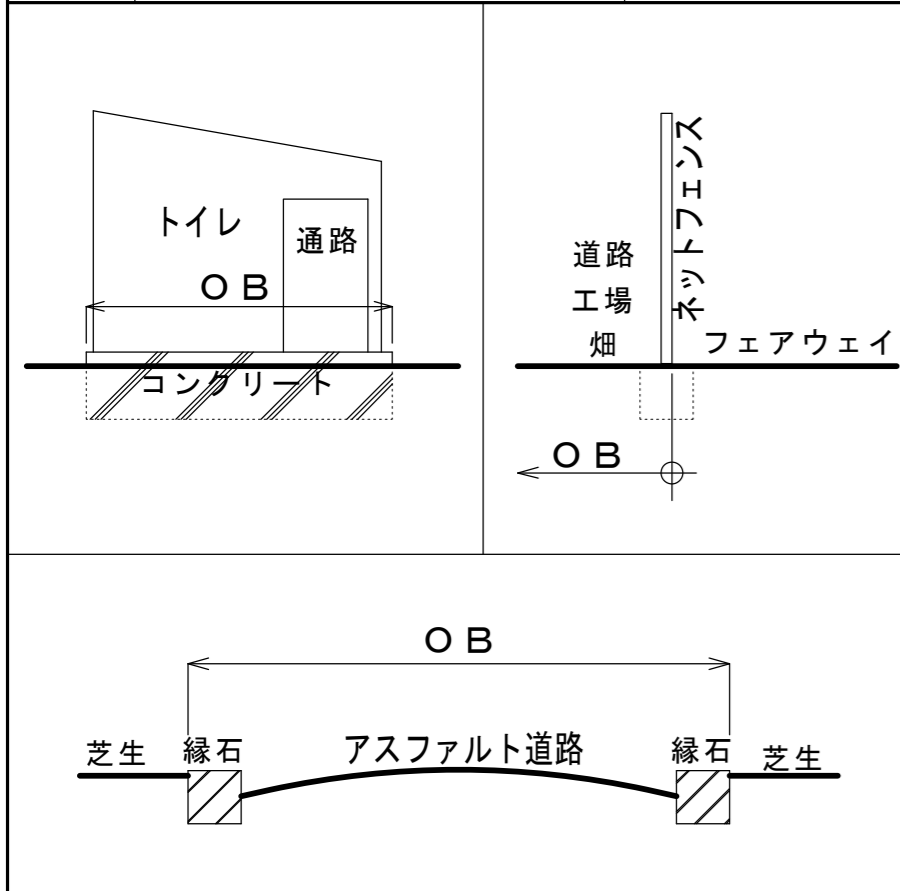 トイレ
通路
ＯＢ
コンクリート
ネットフェンス
道路
工場
畑
フェアウェイ
ＯＢ
ＯＢ
芝生
縁石
アスファルト道路
縁石
芝生